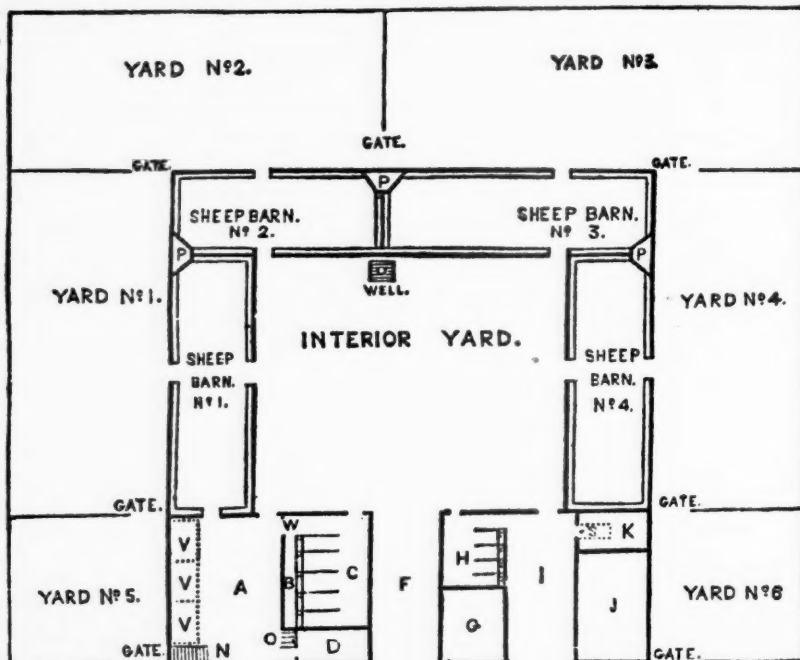 YARD Nº2.
YARD Nº3.
GATE.
GATE.
GATE.
P
SHEEP BARN.
Nº 2.
SHEEP BARN.
Nº 3.
P
P
WELL.
YARD Nº1.
YARD Nº4.
INTERIOR YARD.
SHEEP
BARN.
Nº1.
SHEEP
BARN.
Nº4.
GATE.
GATE.
W
V
V
V
A
B
C
F
H
I
S
K
YARD Nº5.
YARD Nº6
J
G
O
D
N
GATE.
GATE.